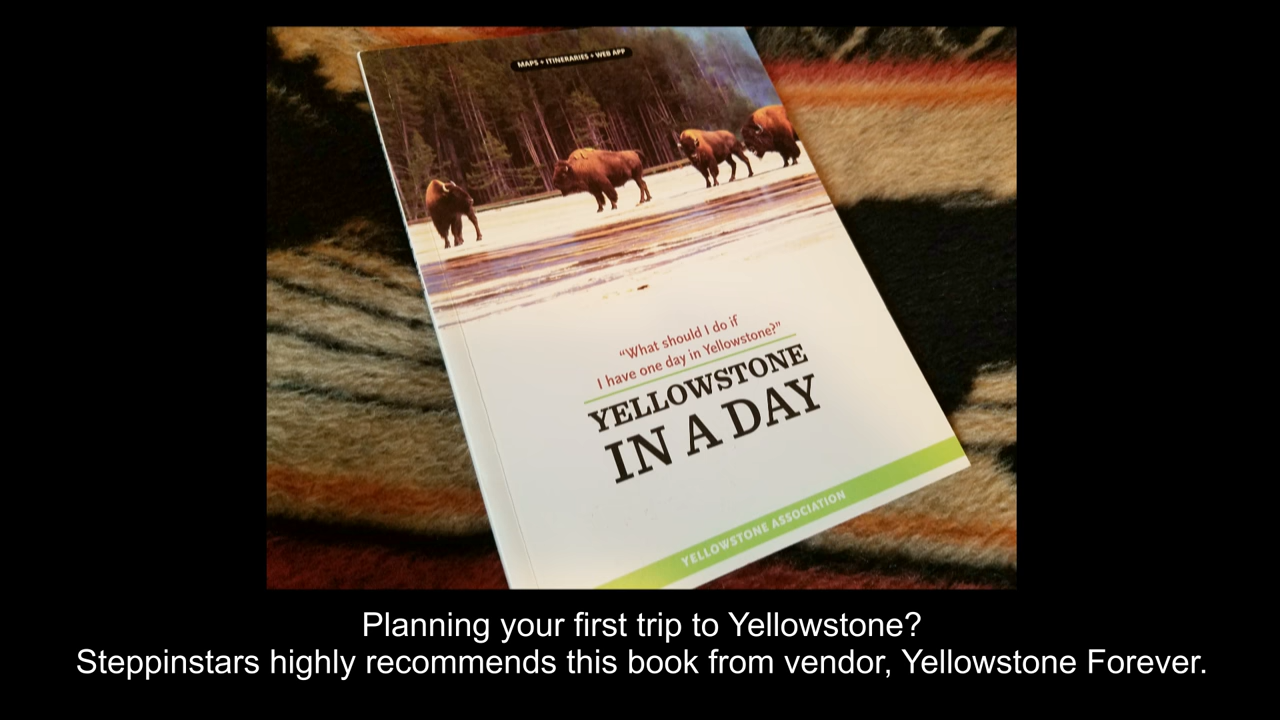 MAPS + ITINERARIES + WEB APP
“What should I do if
I have one day in Yellowstone?”
YELLOWSTONE
IN A DAY
YELLOWSTONE ASSOCIATION
Planning your first trip to Yellowstone?
Steppinstars highly recommends this book from vendor, Yellowstone Forever.